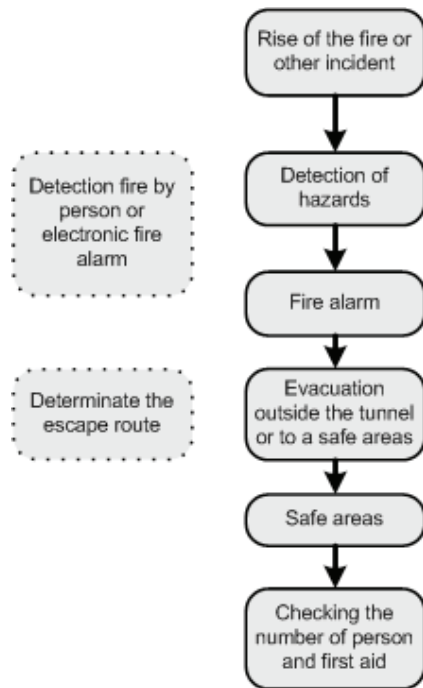 Rise of the fire or
other incident
Detection fire by
person or
electronic fire
alarm
Detection of
hazards
Fire alarm
Determinate the
escape route
Evacuation
outside the tunnel
or to a safe areas
Safe areas
Checking the
number of person
and first aid